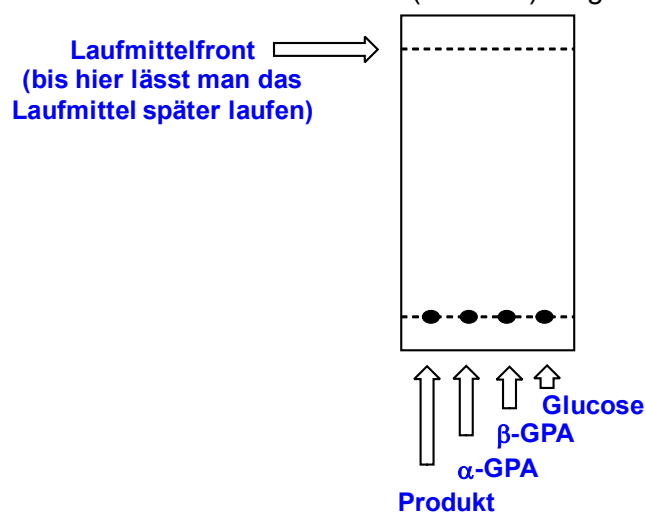 Laufmittelfront
(bis hier lässt man das
Laufmittel später laufen)
Glucose
β-GPA
α-GPA
Produkt